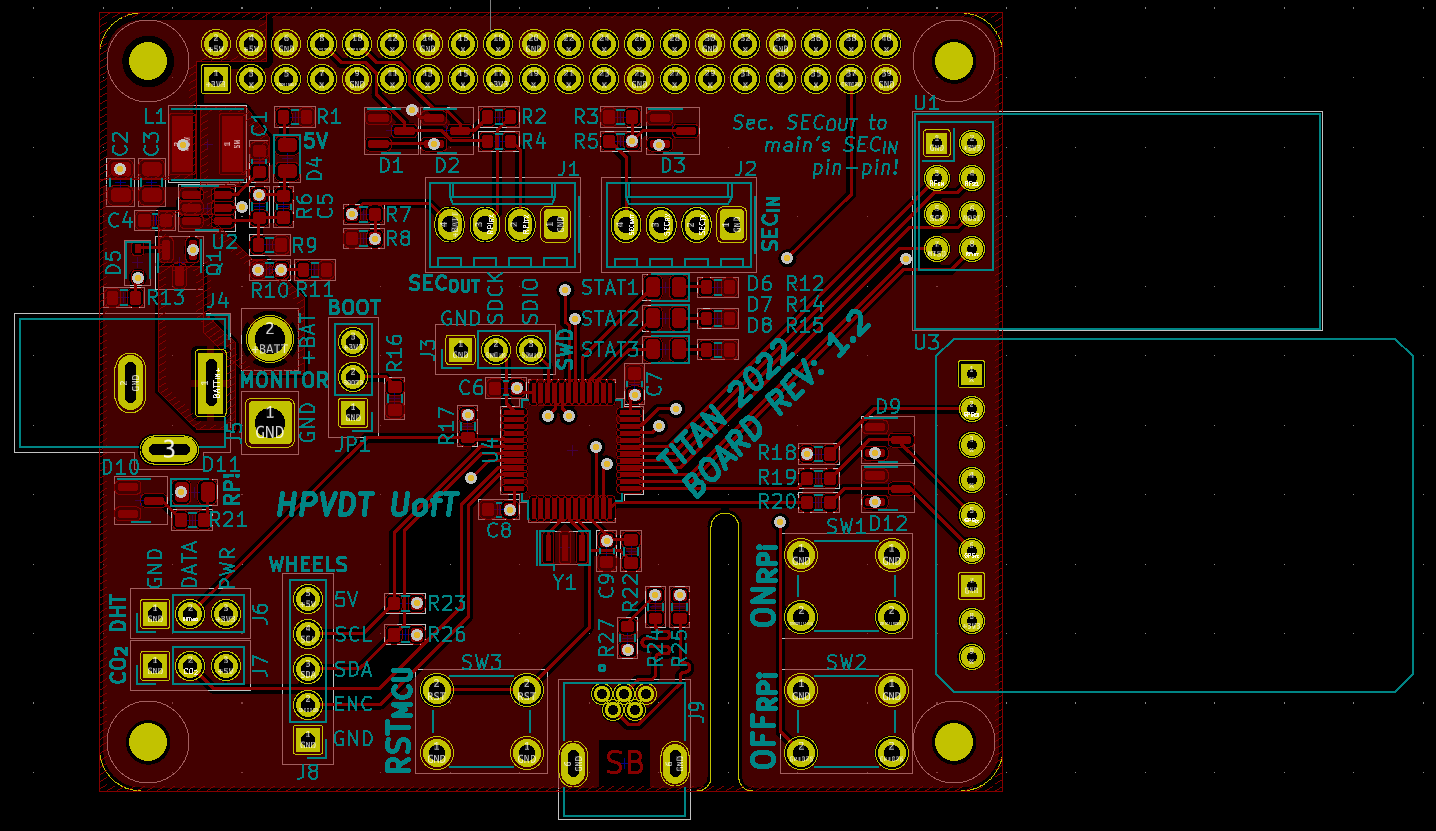 U1
L1
C1
R1
R2
R3
5V
Sec. SECOUT to
main's SECIN
pin-pin!
C2
C3
R4
R5
D1
D2
D3
D4
J1
J2
C4
R6
C5
R7
R8
SECIN
U2
R9
D5
Q1
R10
R11
SECOUT
SDCK
SDIO
STAT1
D6
R12
R13
J4
BOOT
D7
R14
GND
STAT2
D8
R15
J3
SWD
STAT3
U3
2
+BATT
+BAT
MONITOR
R16
C6
C7
TITAN 2022
BOARD REV: 1.2
1
GND
GND
J5
JP1
R17
U4
D9
3
D10
D11
RPi
R18
R19
R20
R21
HPVDT UofT
C8
SW1
D12
GND
DATA
PWR
WHEELS
Y1
C9
R22
ONRPi
DHT
J6
5V
R23
SCL
R26
R27
R24
R25
CO2
J7
SDA
SW3
SW2
ENC
RSTMCU
J9
OFFRPi
GND
J8
SB